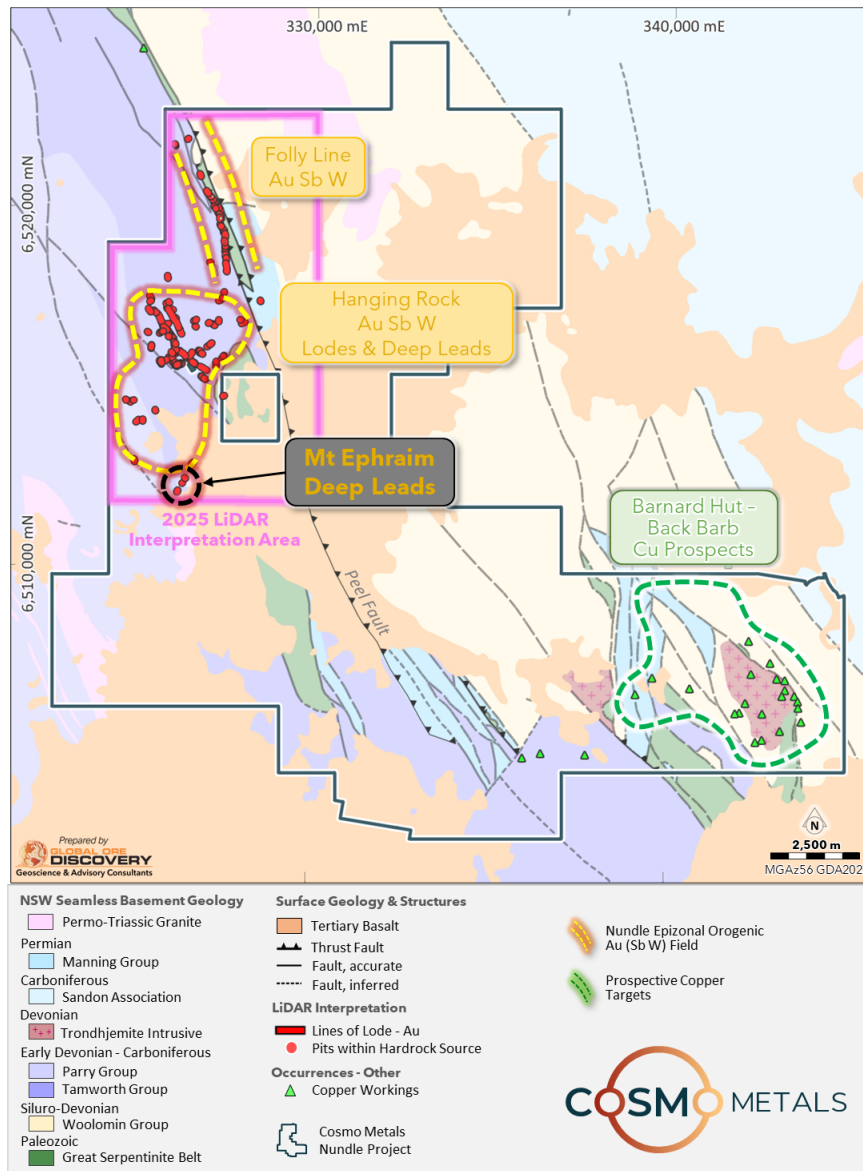 330,000 mE
340,000 mE
6,520,000 mN
6,510,000 mN
Folly Line
Au Sb W
Hanging Rock
Au Sb W
Lodes & Deep Leads
Mt Ephraim
Deep Leads
2025 LiDAR
Interpretation Area
Barnard Hut –
Back Barb
Cu Prospects
Peel Fault
Prepared by
GLOBAL ORE
DISCOVERY
Geoscience & Advisory Consultants
N
2,500 m
MGAz56 GDA202
NSW Seamless Basement Geology
Permo-Triassic Granite
Permian
Manning Group
Carboniferous
Sandon Association
Devonian
Trondhjemite Intrusive
Early Devonian - Carboniferous
Parry Group
Tamworth Group
Siluro-Devonian
Woolomin Group
Paleozoic
Great Serpentinite Belt
Surface Geology & Structures
Tertiary Basalt
Thrust Fault
Fault, accurate
Fault, inferred
LiDAR Interpretation
Lines of Lode - Au
Pits within Hardrock Source
Occurrences - Other
Copper Workings
Cosmo Metals
Nundle Project
Nundle Epizonal Orogenic
Au (Sb W) Field
Prospective Copper
Targets
COSMO METALS